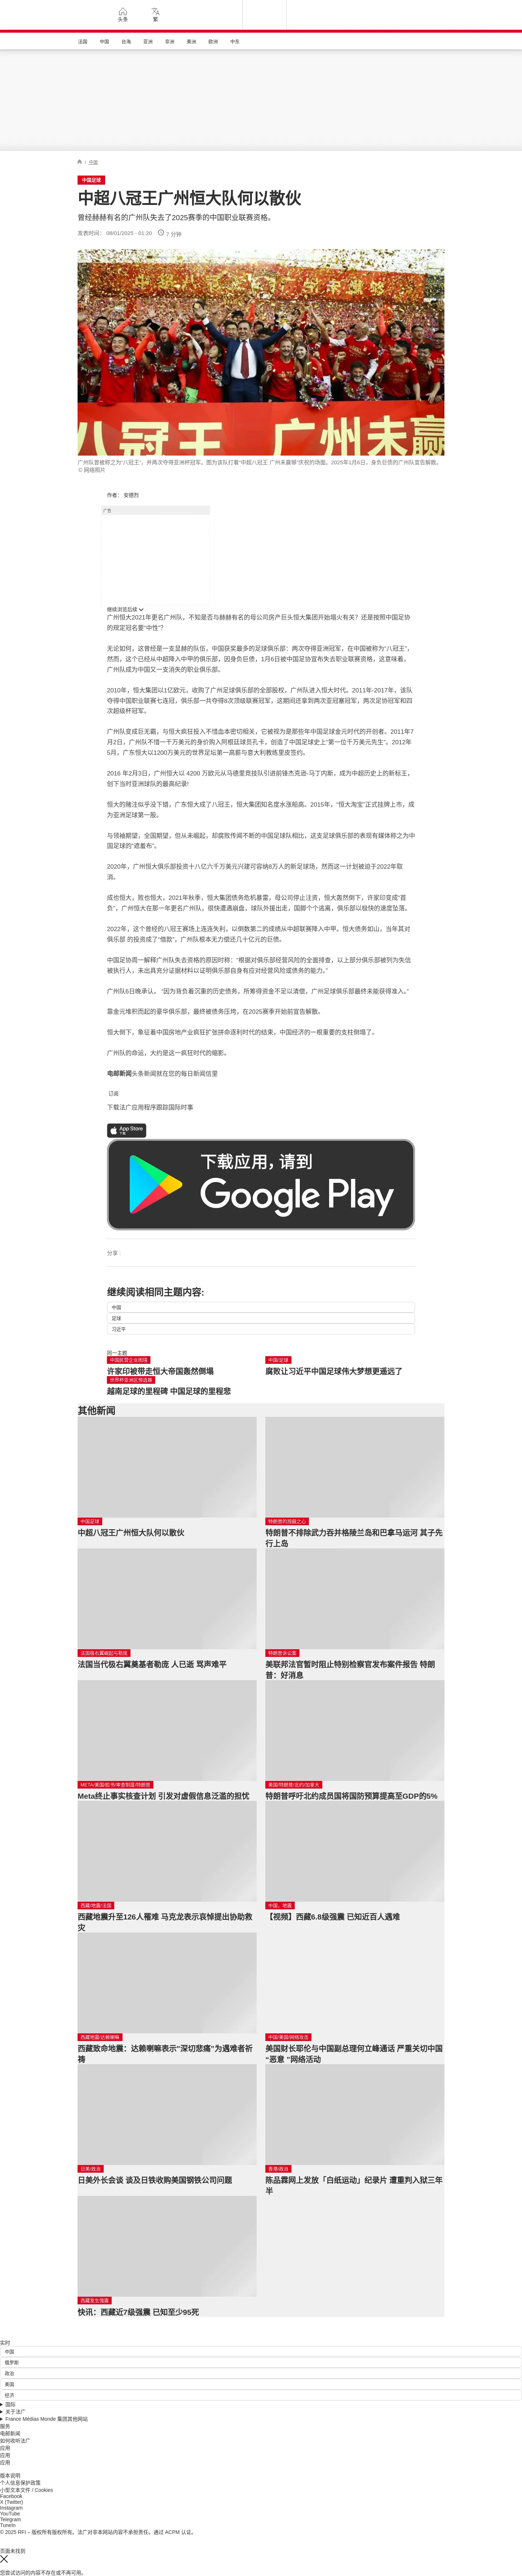 头条
繁
法国
中国
台海
亚洲
非洲
美洲
欧洲
中东
/ 中国
中国足球
中超八冠王广州恒大队何以散伙
曾经赫赫有名的广州队失去了2025赛季的中国职业联赛资格。
发表时间： 08/01/2025 - 01:20
7 分钟
八冠王" 广州未赢
广州队曾被称之为“八冠王”，并两次夺得亚洲杯冠军。图为该队打着“中超八冠王 广州未赢够”庆祝的场面。2025年1月6日，身负巨债的广州队宣告解散。 © 网络照片
作者： 安德烈
广告
继续浏览后续
广州恒大2021年更名广州队，不知是否与赫赫有名的母公司房产巨头恒大集团开始塌火有关？还是按照中国足协的规定冠名要“中性”？
无论如何，这曾经是一支显赫的队伍，中国获奖最多的足球俱乐部：两次夺得亚洲冠军，在中国被称为“八冠王”，然而，这个已经从中超降入中甲的俱乐部，因身负巨债，1月6日被中国足协宣布失去职业联赛资格，这意味着，广州队成为中国又一支消失的职业俱乐部。
2010年，恒大集团以1亿欧元，收购了广州足球俱乐部的全部股权，广州队进入恒大时代。2011年-2017年，该队夺得中国职业联赛七连冠，俱乐部一共夺得8次顶级联赛冠军，这期间还拿到两次亚冠塞冠军，两次足协冠军和四次超级杯冠军。
广州队变成巨无霸，与恒大疯狂投入不惜血本密切相关，它被视为是那些年中国足球金元时代的开创者。2011年7月2日，广州队不惜一千万美元的身价购入阿根廷球员孔卡，创造了中国足球史上“第一位千万美元先生”。2012年5月，广东恒大以1200万美元的世界足坛第一高薪与意大利教练里皮签约。
2016 年2月3日，广州恒大以 4200 万欧元从马德里竞技队引进前锋杰克逊·马丁内斯，成为中超历史上的新标王，创下当时亚洲球队的最高纪录!
恒大的赌注似乎没下错，广东恒大成了八冠王，恒大集团知名度水涨船高。2015年，“恒大淘宝”正式挂牌上市，成为亚洲足球第一股。
与领袖期望，全国期望，但从未崛起，却腐败传闻不断的中国足球队相比，这支足球俱乐部的表现有媒体称之为中国足球的“遮羞布”。
2020年，广州恒大俱乐部投资十八亿六千万美元兴建可容纳8万人的新足球场，然而这一计划被迫于2022年取消。
成也恒大，败也恒大，2021年秋季，恒大集团债务危机暴雷，母公司停止注资，恒大轰然倒下，许家印变成“首负”，广州恒大在那一年更名广州队，很快遭遇崩盘，球队外援出走，国脚个个逃离，俱乐部以极快的速度坠落。
2022年，这个曾经的八冠王赛场上连连失利，以倒数第二的成绩从中超联赛降入中甲。恒大债务如山，当年其对俱乐部 的投资成了“借款”，广州队根本无力偿还几十亿元的巨债。
中国足协周一解释广州队失去资格的原因时称：“根据对俱乐部经营风险的全面排查，以上部分俱乐部被列为失信被执行人，未出具充分证据材料以证明俱乐部自身有应对经营风险或债务的能力。”
广州队6日晚承认， “因为背负着沉重的历史债务，所筹得资金不足以清偿，广州足球俱乐部最终未能获得准入。”
靠金元堆积而起的豪华俱乐部，最终被债务压垮，在2025赛季开始前宣告解散。
恒大倒下，象征着中国房地产业疯狂扩张拼命逐利时代的结束，中国经济的一根重要的支柱倒塌了。
广州队的命运，大约是这一疯狂时代的缩影。
电邮新闻头条新闻就在您的每日新闻信里
订阅
下载法广应用程序跟踪国际时事
App Store
下载应用，请到
Google Play
分享 :
继续阅读相同主题内容:
中国
足球
习近平
同一主题
中国民营企业困境
许家印被带走恒大帝国轰然倒塌
中国/足球
腐败让习近平中国足球伟大梦想更遥远了
世界杯亚洲区预选赛
越南足球的里程碑 中国足球的里程悲
其他新闻
中国足球
中超八冠王广州恒大队何以散伙
特朗普的帝国之心
特朗普不排除武力吞并格陵兰岛和巴拿马运河 其子先行上岛
法国极右翼崛起与勒庞
法国当代极右翼奠基者勒庞 人已逝 骂声难平
特朗普诉讼案
美联邦法官暂时阻止特别检察官发布案件报告 特朗普：好消息
META/美国/脸书/审查制度/特朗普
Meta终止事实核查计划 引发对虚假信息泛滥的担忧
美国/特朗普/北约/加拿大
特朗普呼吁北约成员国将国防预算提高至GDP的5%
西藏/地震/法国
西藏地震升至126人罹难 马克龙表示哀悼提出协助救灾
中国、地震
【视频】西藏6.8级强震 已知近百人遇难
西藏地震/达赖喇嘛
西藏致命地震：达赖喇嘛表示“深切悲痛”为遇难者祈祷
中国/美国/网络攻击
美国财长耶伦与中国副总理何立峰通话 严重关切中国“恶意 ”网络活动
日美/政治
日美外长会谈 谈及日铁收购美国钢铁公司问题
香港/政治
陈品霖网上发放「白纸运动」纪录片 遭重判入狱三年半
西藏发生强震
快讯：西藏近7级强震 已知至少95死
实时
中国
俄罗斯
政治
美国
经济
国际
关于法广
France Médias Monde 集团其他网站
服务
电邮新闻
如何收听法广
应用
应用
应用
版本说明
个人信息保护政策
小型文本文件 / Cookies
Facebook
X (Twitter)
Instagram
YouTube
Telegram
TuneIn
© 2025 RFI – 版权所有版权所有。法广对非本网站内容不承担责任。通过 ACPM 认证。
页面未找到
您尝试访问的内容不存在或不再可用。